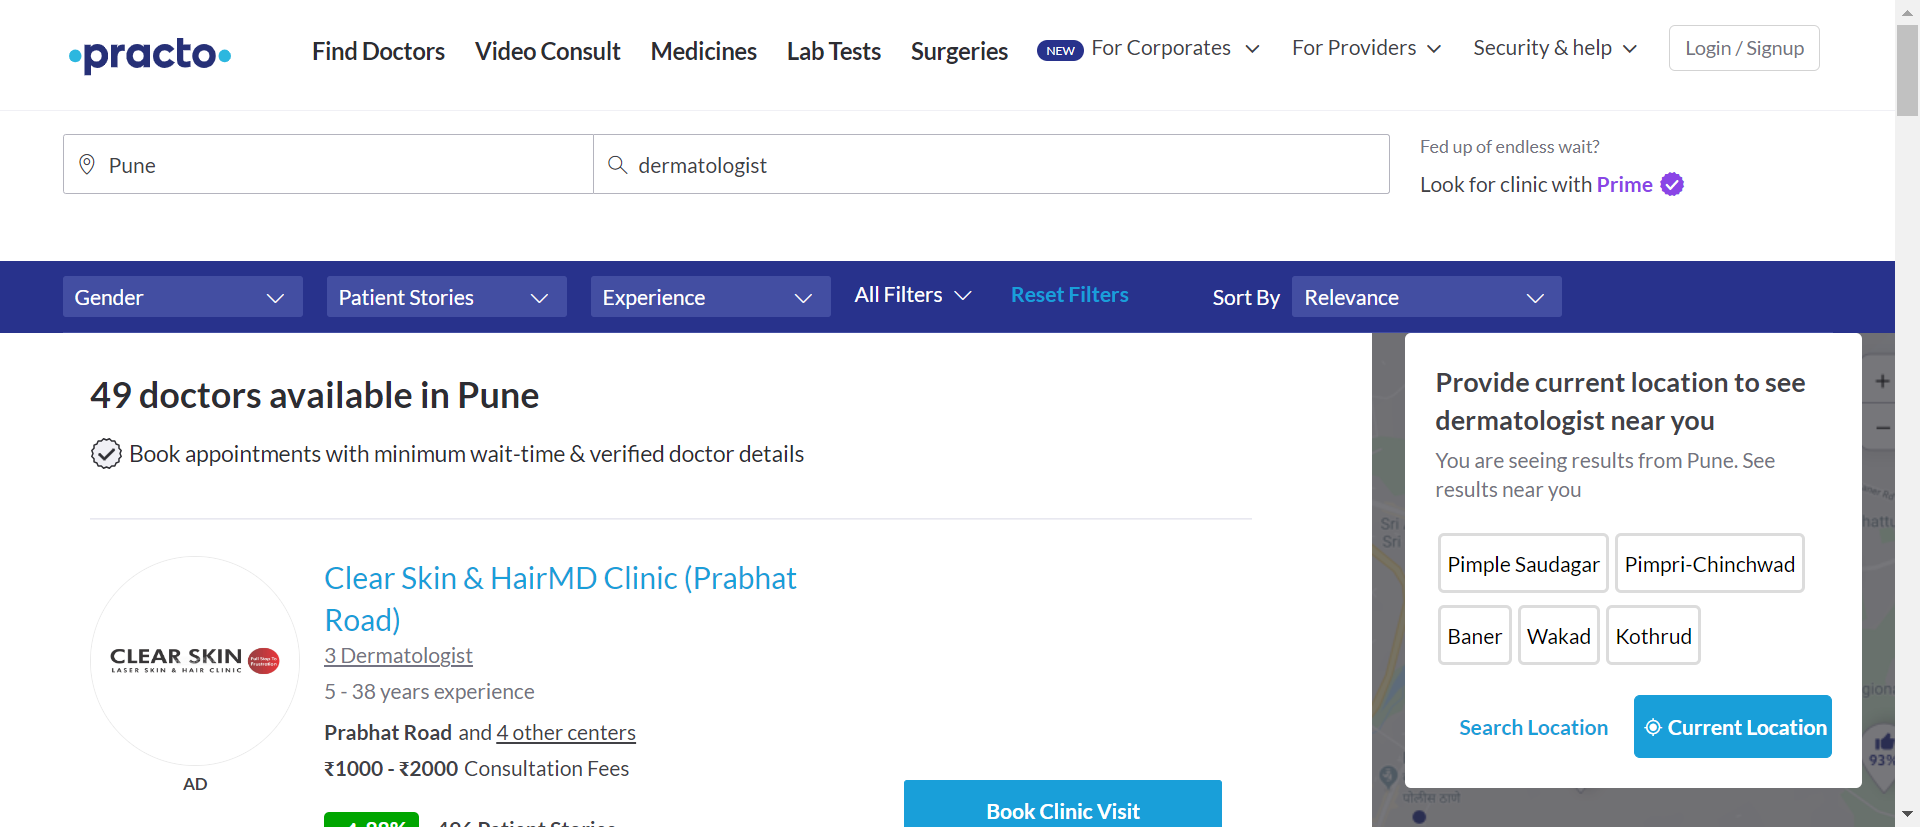 practo
Find Doctors
Video Consult
Medicines
Lab Tests
Surgeries
NEW
For Corporates
For Providers
Security & help
Login / Signup
Pune
dermatologist
Fed up of endless wait?
Look for clinic with Prime
Gender
Patient Stories
Experience
All Filters
Reset Filters
Sort By
Relevance
49 doctors available in Pune
Book appointments with minimum wait-time & verified doctor details
CLEAR SKIN
LASER SKIN & HAIR CLINIC
Full Stop To
Frustration
AD
Clear Skin & HairMD Clinic (Prabhat
Road)
3 Dermatologist
5 - 38 years experience
Prabhat Road and 4 other centers
₹1000 - ₹2000 Consultation Fees
Book Clinic Visit
Provide current location to see
dermatologist near you
You are seeing results from Pune. See
results near you
Pimple Saudagar
Pimpri-Chinchwad
Baner
Wakad
Kothrud
Search Location
Current Location
Sri
Sri
93%
पोलीस ठाणे